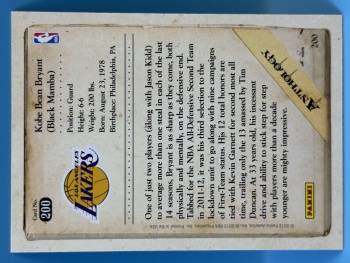 Card No.
200
LOS ANGELES
LAKERS
Kobe Bean Bryant
(Black Mamba)
Position: Guard
Height: 6-6
Weight: 200 lbs.
Born: August 23, 1978
Birthplace: Philadelphia, PA
One of just two players (along with Jason Kidd)
to average more than one steal in each of the last
14 seasons, Bryant is as sharp as they come, both
physically and mentally, on the defensive end.
Tabbed for the NBA All-Defensive Second Team
in 2011-12, it was his third selection to the
lockdown unit to go along with nine campaigns
of First-Team status. His 12 total honors are
tied with Kevin Garnett for second most all
time, trailing only the 13 amassed by Tim
Duncan. At 33 years old, his incessant
drive and ability to stick step for step
with players more than a decade
younger are mighty impressive.
200
ANTHOLOGY
PANINI